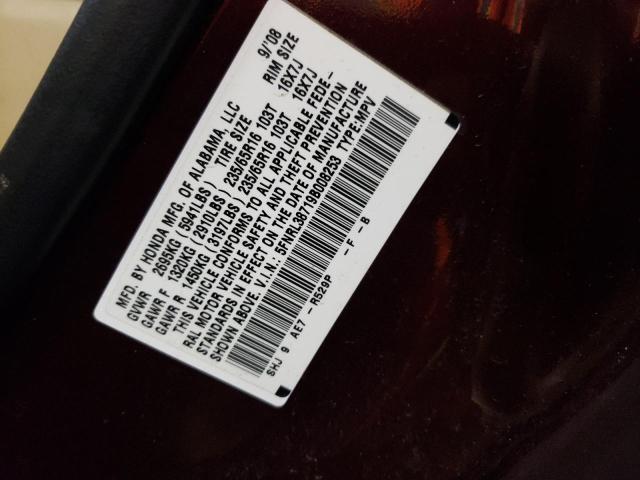 MFD. BY HONDA MFG. OF ALABAMA, LLC 9/'08
GVWR 2695KG (5941LBS) TIRE SIZE RIM SIZE
GAWR F 1320KG (2910LBS) 235/65R16 103T 16X7J
GAWR R 1450KG (3197LBS) 235/65R16 103T 16X7J
THIS VEHICLE CONFORMS TO ALL APPLICABLE FEDE-
RAL MOTOR VEHICLE SAFETY AND THEFT PREVENTION
STANDARDS IN EFFECT ON THE DATE OF MANUFACTURE
SHOWN ABOVE. V.I.N.: 5FNRL38719B008253 TYPE:MPV
SHJ 9 AE7 - R529P - F - B